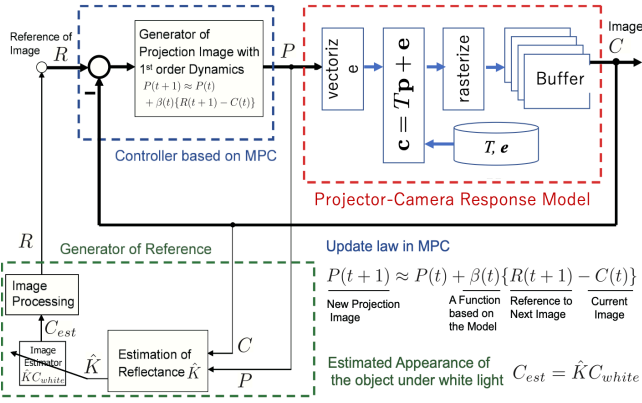 Reference of
Image
R
Generator of
Projection Image with
1st order Dynamics
P(t+1) ≈ P(t)
+ β(t){R(t+1) − C(t)}
P
−
Controller based on MPC
vectoriz
e
c = Tp + e
rasterize
Buffer
T, e
Image
C
Projector-Camera Response Model
R
Generator of Reference
Image
Processing
C_est
Image
Estimator
K̂C_white
K̂
Estimation of
Reflectance K̂
C
P
Update law in MPC
P(t+1) ≈ P(t) + β(t){R(t+1) − C(t)}
New Projection
Image
A Function
based on
the Model
Reference to
Next Image
Current
Image
Estimated Appearance of
the object under white light
C_est = K̂C_white